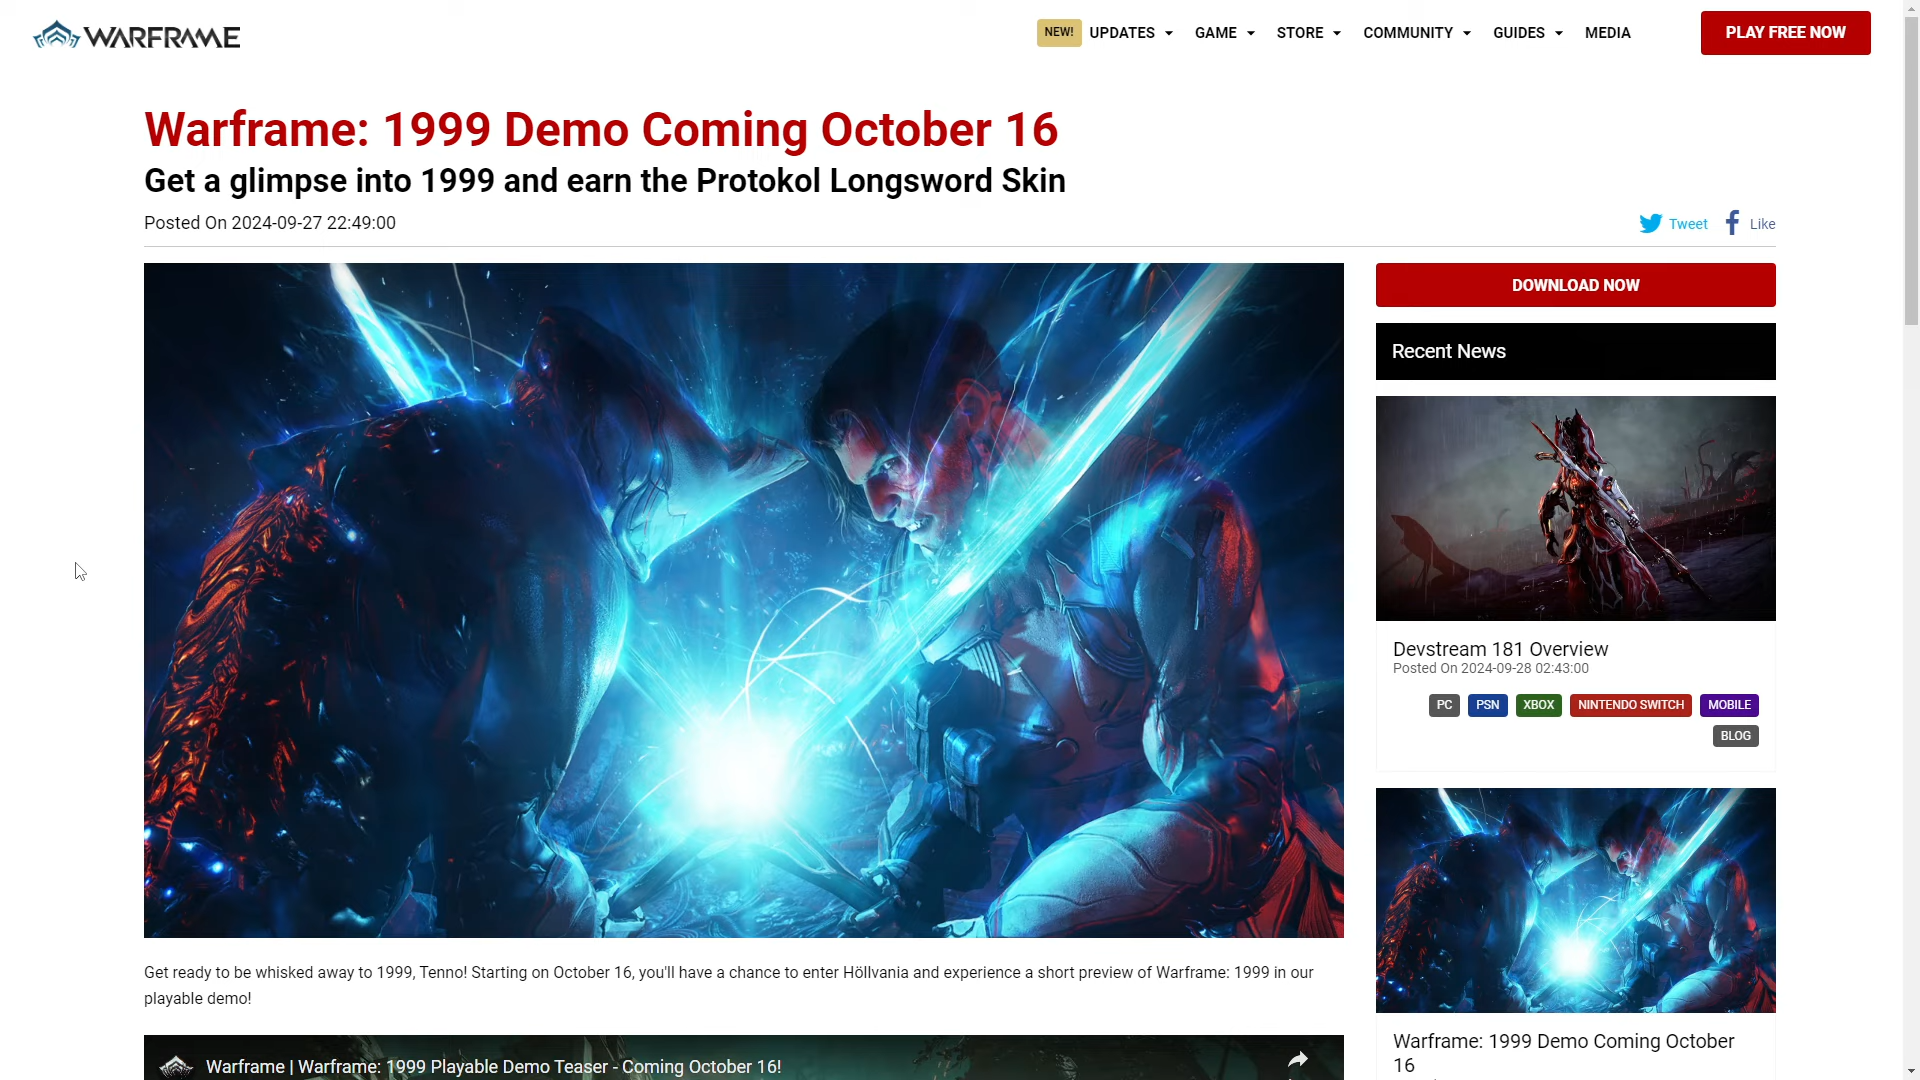 WARFRAME
NEW! UPDATES GAME STORE COMMUNITY GUIDES MEDIA PLAY FREE NOW
Warframe: 1999 Demo Coming October 16
Get a glimpse into 1999 and earn the Protokol Longsword Skin
Posted On 2024-09-27 22:49:00
Tweet Like
DOWNLOAD NOW
Recent News
Devstream 181 Overview
Posted On 2024-09-28 02:43:00
PC PSN XBOX NINTENDO SWITCH MOBILE
BLOG
Get ready to be whisked away to 1999, Tenno! Starting on October 16, you'll have a chance to enter Höllvania and experience a short preview of Warframe: 1999 in our
playable demo!
Warframe | Warframe: 1999 Playable Demo Teaser - Coming October 16!
Warframe: 1999 Demo Coming October
16